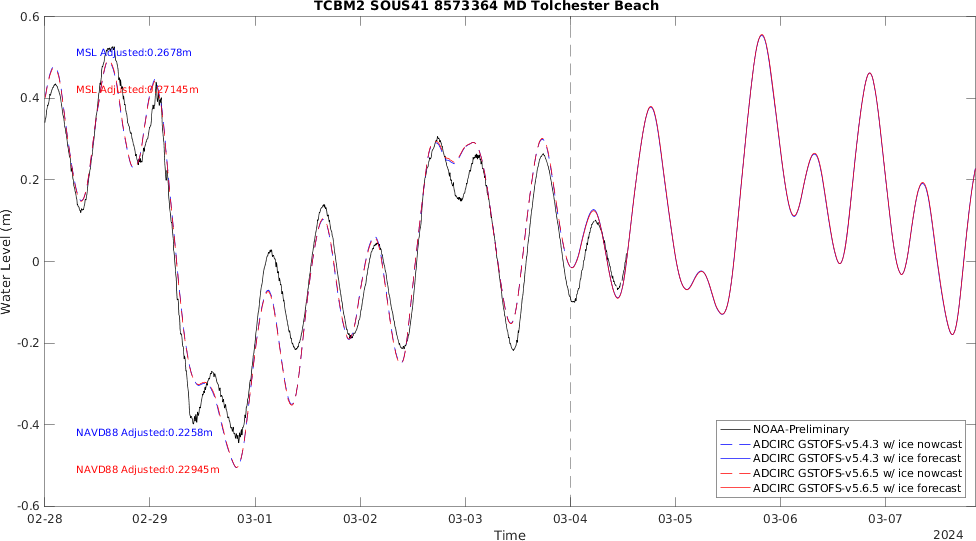 TCBM2 SOUS41 8573364 MD Tolchester Beach
0.6
0.4
0.2
0
-0.2
-0.4
-0.6
Water Level (m)
MSL Adjusted:0.2678m
MSL Adjusted:0.27145m
NAVD88 Adjusted:0.2258m
NAVD88 Adjusted:0.22945m
NOAA-Preliminary
ADCIRC GSTOFS-v5.4.3 w/ ice nowcast
ADCIRC GSTOFS-v5.4.3 w/ ice forecast
ADCIRC GSTOFS-v5.6.5 w/ ice nowcast
ADCIRC GSTOFS-v5.6.5 w/ ice forecast
02-28 02-29 03-01 03-02 03-03 03-04 03-05 03-06 03-07
Time
2024